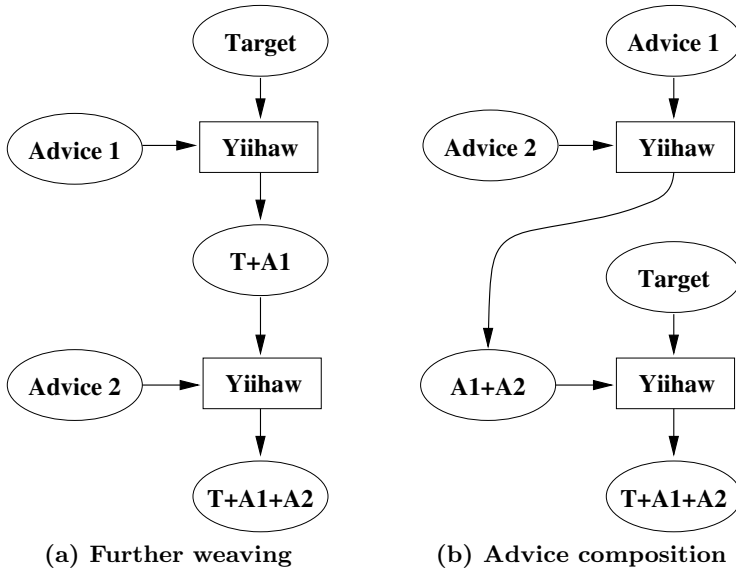 Target
Advice 1
Yiihaw
T+A1
Advice 2
Yiihaw
T+A1+A2
(a) Further weaving
Advice 1
Advice 2
Yiihaw
Target
A1+A2
Yiihaw
T+A1+A2
(b) Advice composition